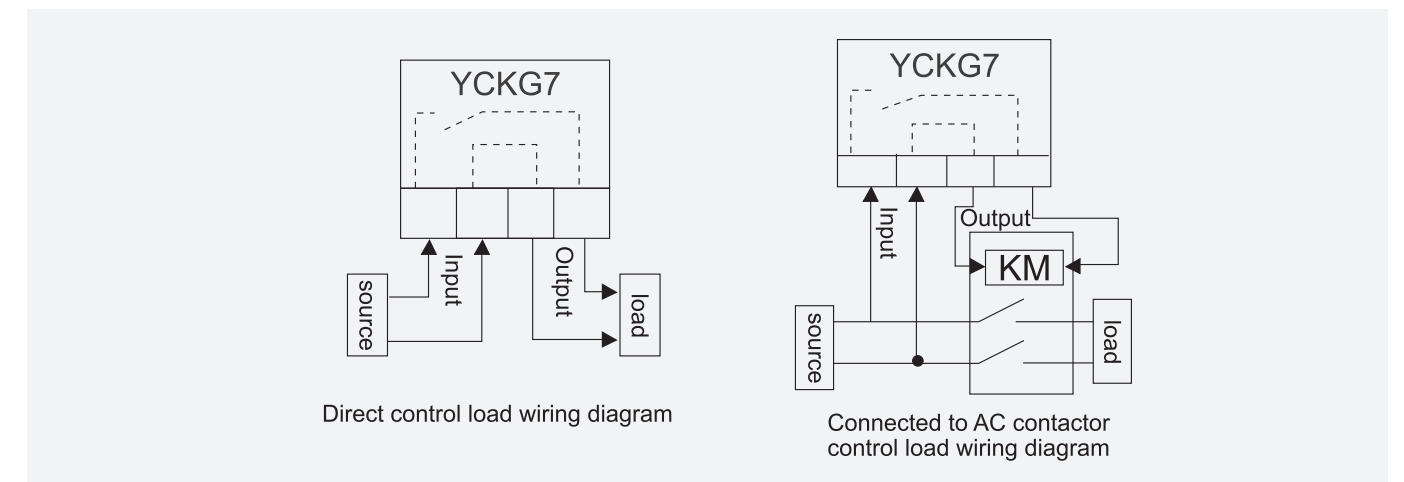 YCKG7
Input
Output
source
load
Direct control load wiring diagram
YCKG7
Input
Output
KM
source
load
Connected to AC contactor
control load wiring diagram